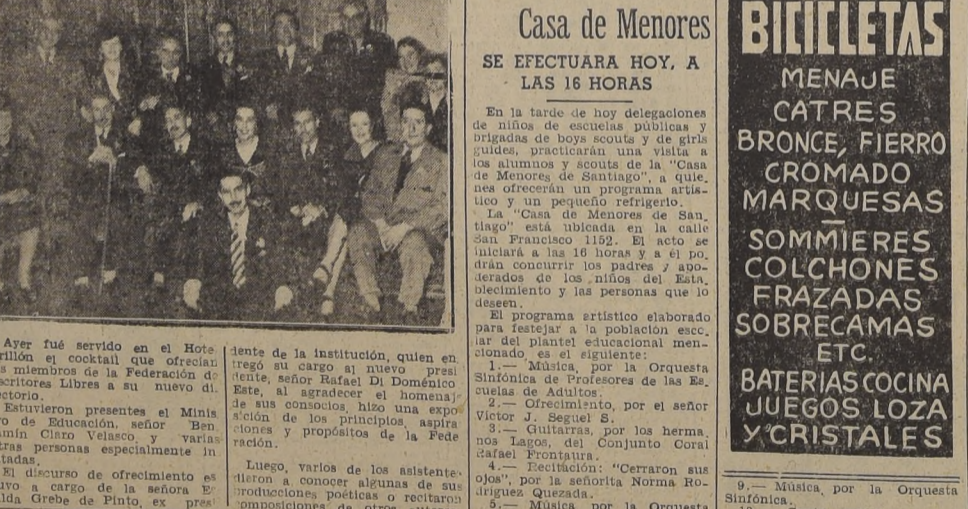 Ayer fué servido en el Hote
rillón el cocktail que ofrecían
s miembros de la Federación d
scritores Libres a su nuevo di
ectorio.
Estuvieron presentes el Minis
ro de Educación, señor Ben
amín Claro Velasco, y varias
tras personas especialmente in
tadas.
El discurso de ofrecimiento es
uvo a cargo de la señora E
lda Grebe de Pinto, ex pres
dente de la institución, quien en
tregó su cargo al nuevo presi
dente, señor Rafael Di Doménico
Este, al agradecer el homenaj
de sus consocios, hizo una expo
sición de los principios, aspira
ciones y propósitos de la Fede
ración.
Luego, varios de los asistente
dieron a conocer algunas de sus
producciones poéticas o recitaron
omposiciones de otros
Casa de Menores
SE EFECTUARA HOY, A
LAS 16 HORAS
En la tarde de hoy delegaciones
de niños de escuelas públicas y
brigadas de boys scouts y de girls
guides, practicarán una visita a
los alumnos y scouts de la "Casa
de Menores de Santiago", a quie.
nes ofrecerán un programa artís-
tico y un pequeño refrigerio.
La "Casa de Menores de San.
tiago" está ubicada en la calle
San Francisco 1152. El acto se
iniciará a las 16 horas y a él po.
drán concurrir los padres y apo-
derados de los niños del Esta.
blecimiento y las personas que lo
deseen.
El programa artístico elaborado
para festejar a la población esco.
lar del plantel educacional men-
cionado es el siguiente:
1.— Música, por la Orquesta
Sinfónica de Profesores de las Es.
cuelas de Adultos.
2.— Ofrecimiento, por el señor
Víctor J. Seguel S.
3.— Guitarras, por los herma.
nos Lagos, del Conjunto Coral
Rafael Frontaura.
4.— Recitación: "Cerraron sus
ojos", por la señorita Norma Ro-
dríguez Quezada.
5.— Música por la Orquesta
BICICLETAS
MENAJE
CATRES
BRONCE, FIERRO
CROMADO
MARQUESAS
SOMMIERES
COLCHONES
FRAZADAS
SOBRECAMAS
ETC.
BATERIAS COCINA
JUEGOS LOZA
Y CRISTALES
9.— Música, por la Orquesta
Sinfónica.